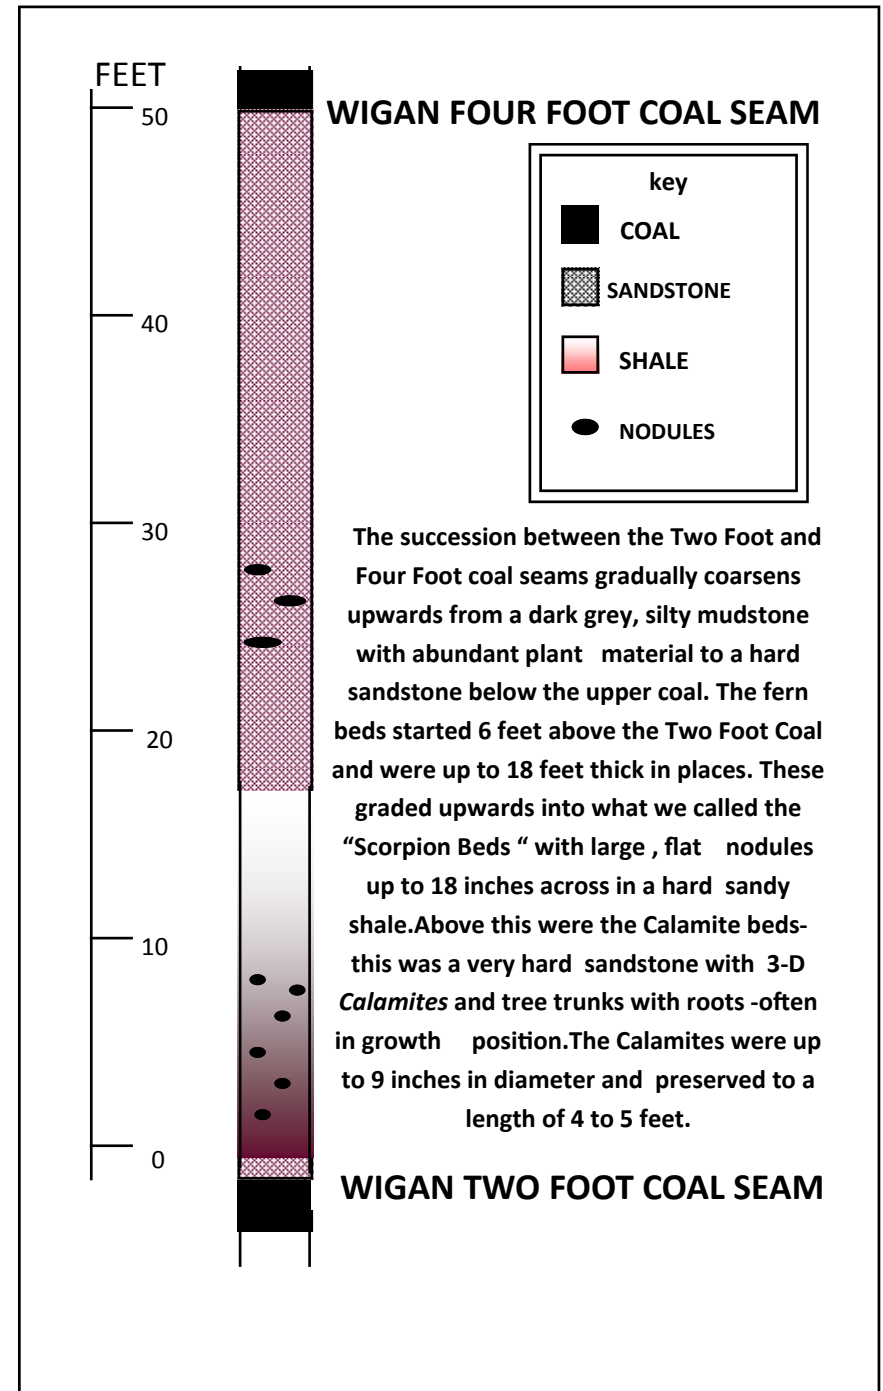 FEET
50
40
30
20
10
0
WIGAN FOUR FOOT COAL SEAM
key
COAL
SANDSTONE
SHALE
NODULES
The succession between the Two Foot and
Four Foot coal seams gradually coarsens
upwards from a dark grey, silty mudstone
with abundant plant material to a hard
sandstone below the upper coal. The fern
beds started 6 feet above the Two Foot Coal
and were up to 18 feet thick in places. These
graded upwards into what we called the
“Scorpion Beds “ with large , flat nodules
up to 18 inches across in a hard sandy
shale.Above this were the Calamite beds-
this was a very hard sandstone with 3-D
Calamites and tree trunks with roots -often
in growth position.The Calamites were up
to 9 inches in diameter and preserved to a
length of 4 to 5 feet.
WIGAN TWO FOOT COAL SEAM